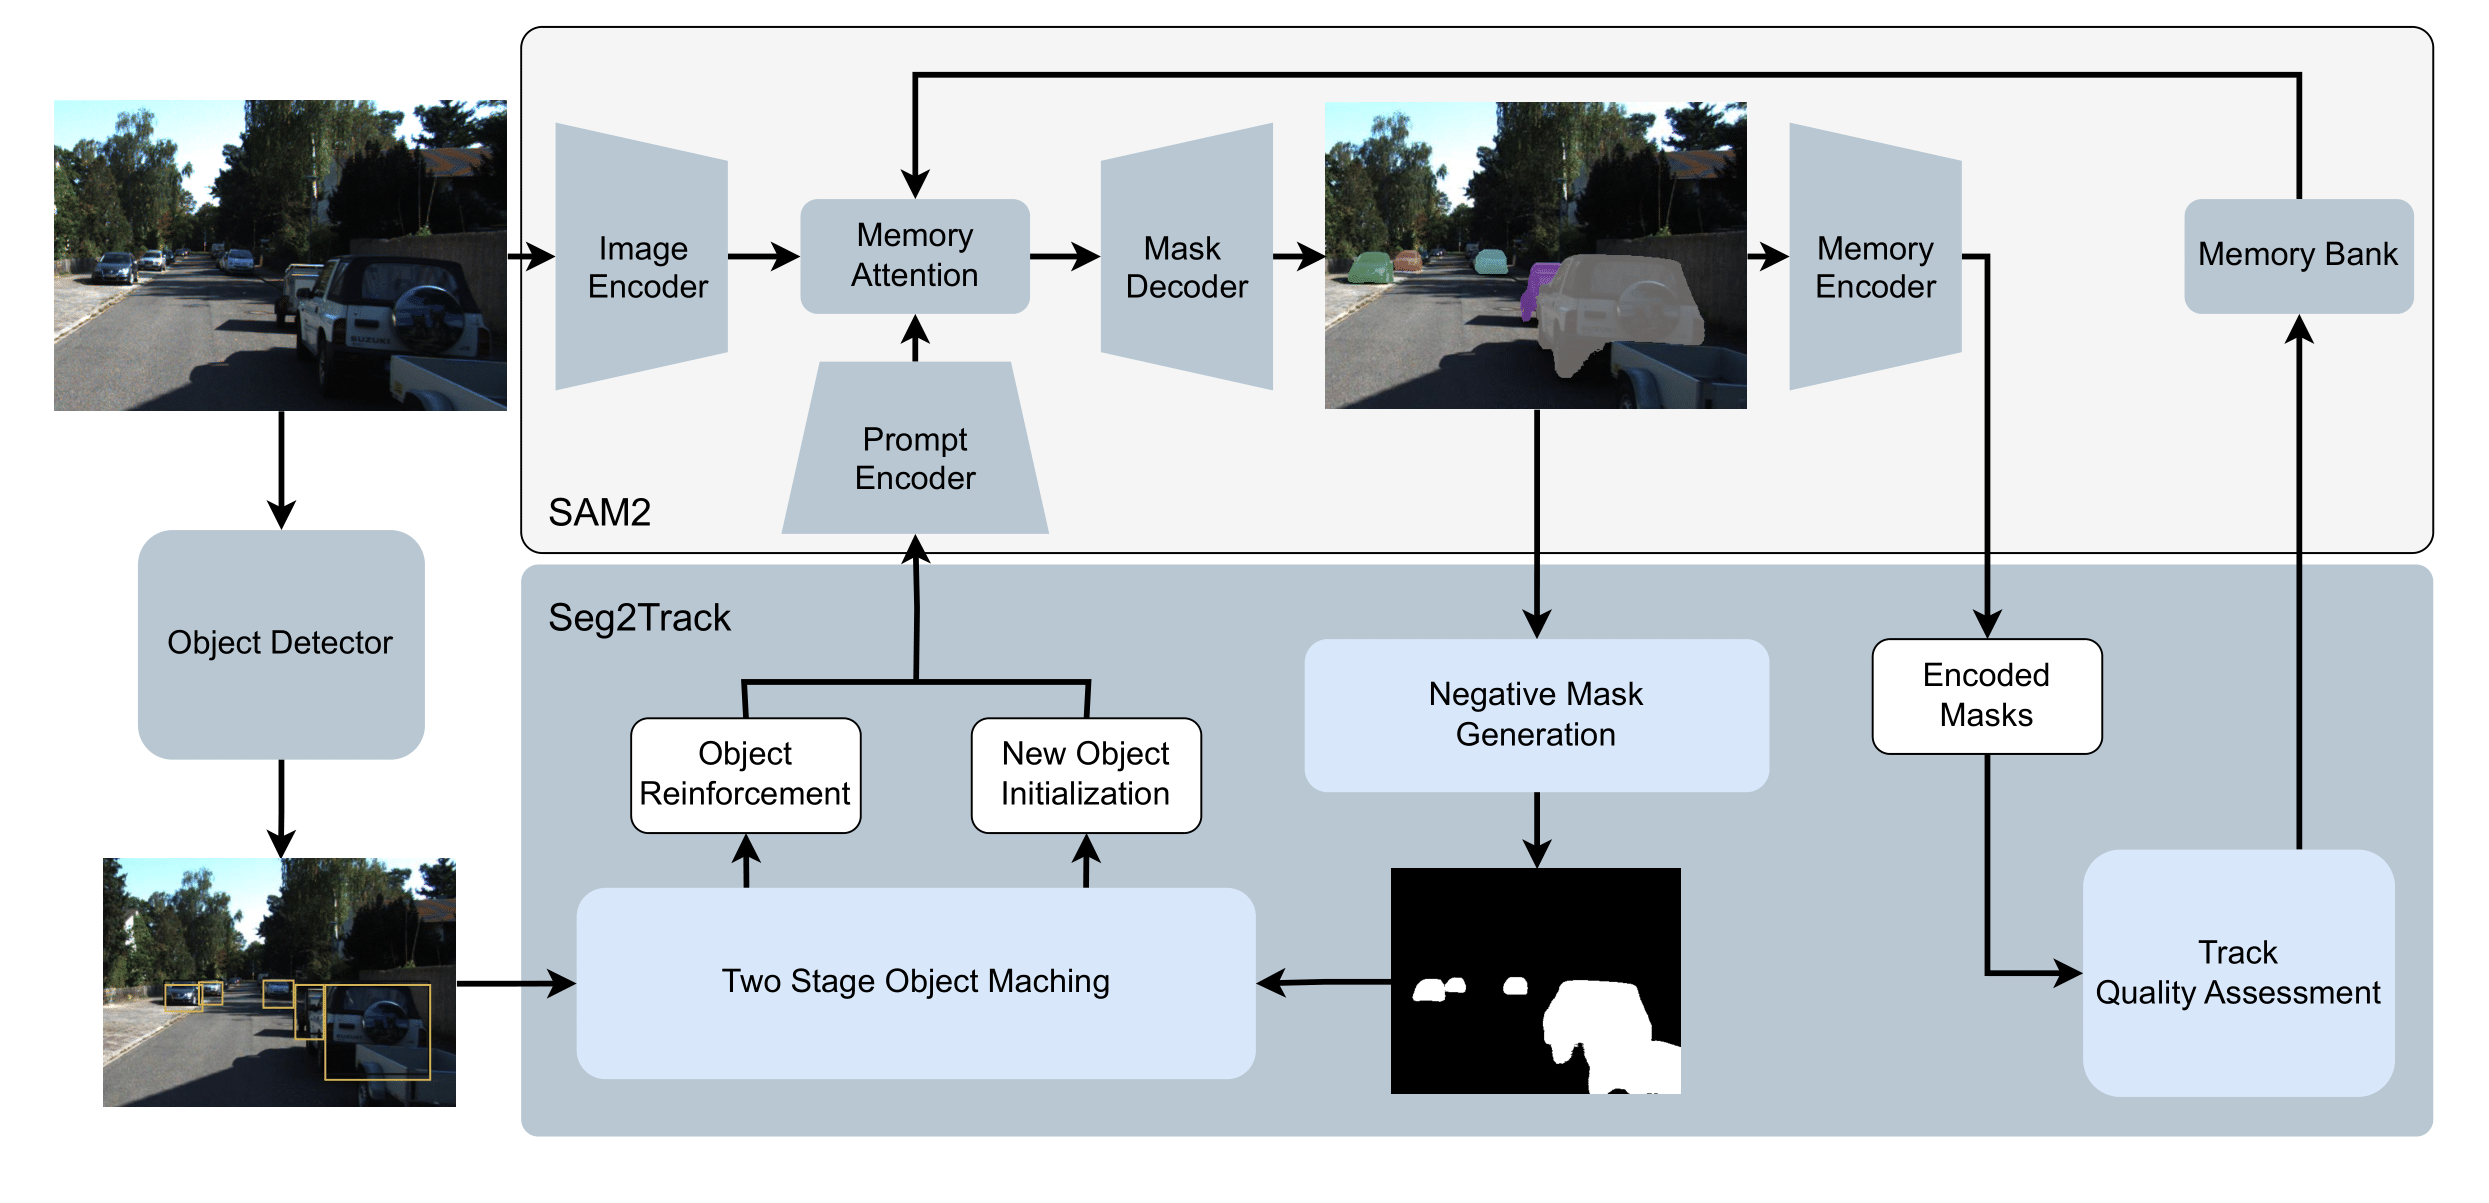 Image
Encoder
Memory
Attention
Mask
Decoder
Memory
Encoder
Memory Bank
Prompt
Encoder
SAM2
Object Detector
Seg2Track
Object
Reinforcement
New Object
Initialization
Negative Mask
Generation
Encoded
Masks
Two Stage Object Maching
Track
Quality Assessment
SUZUKI